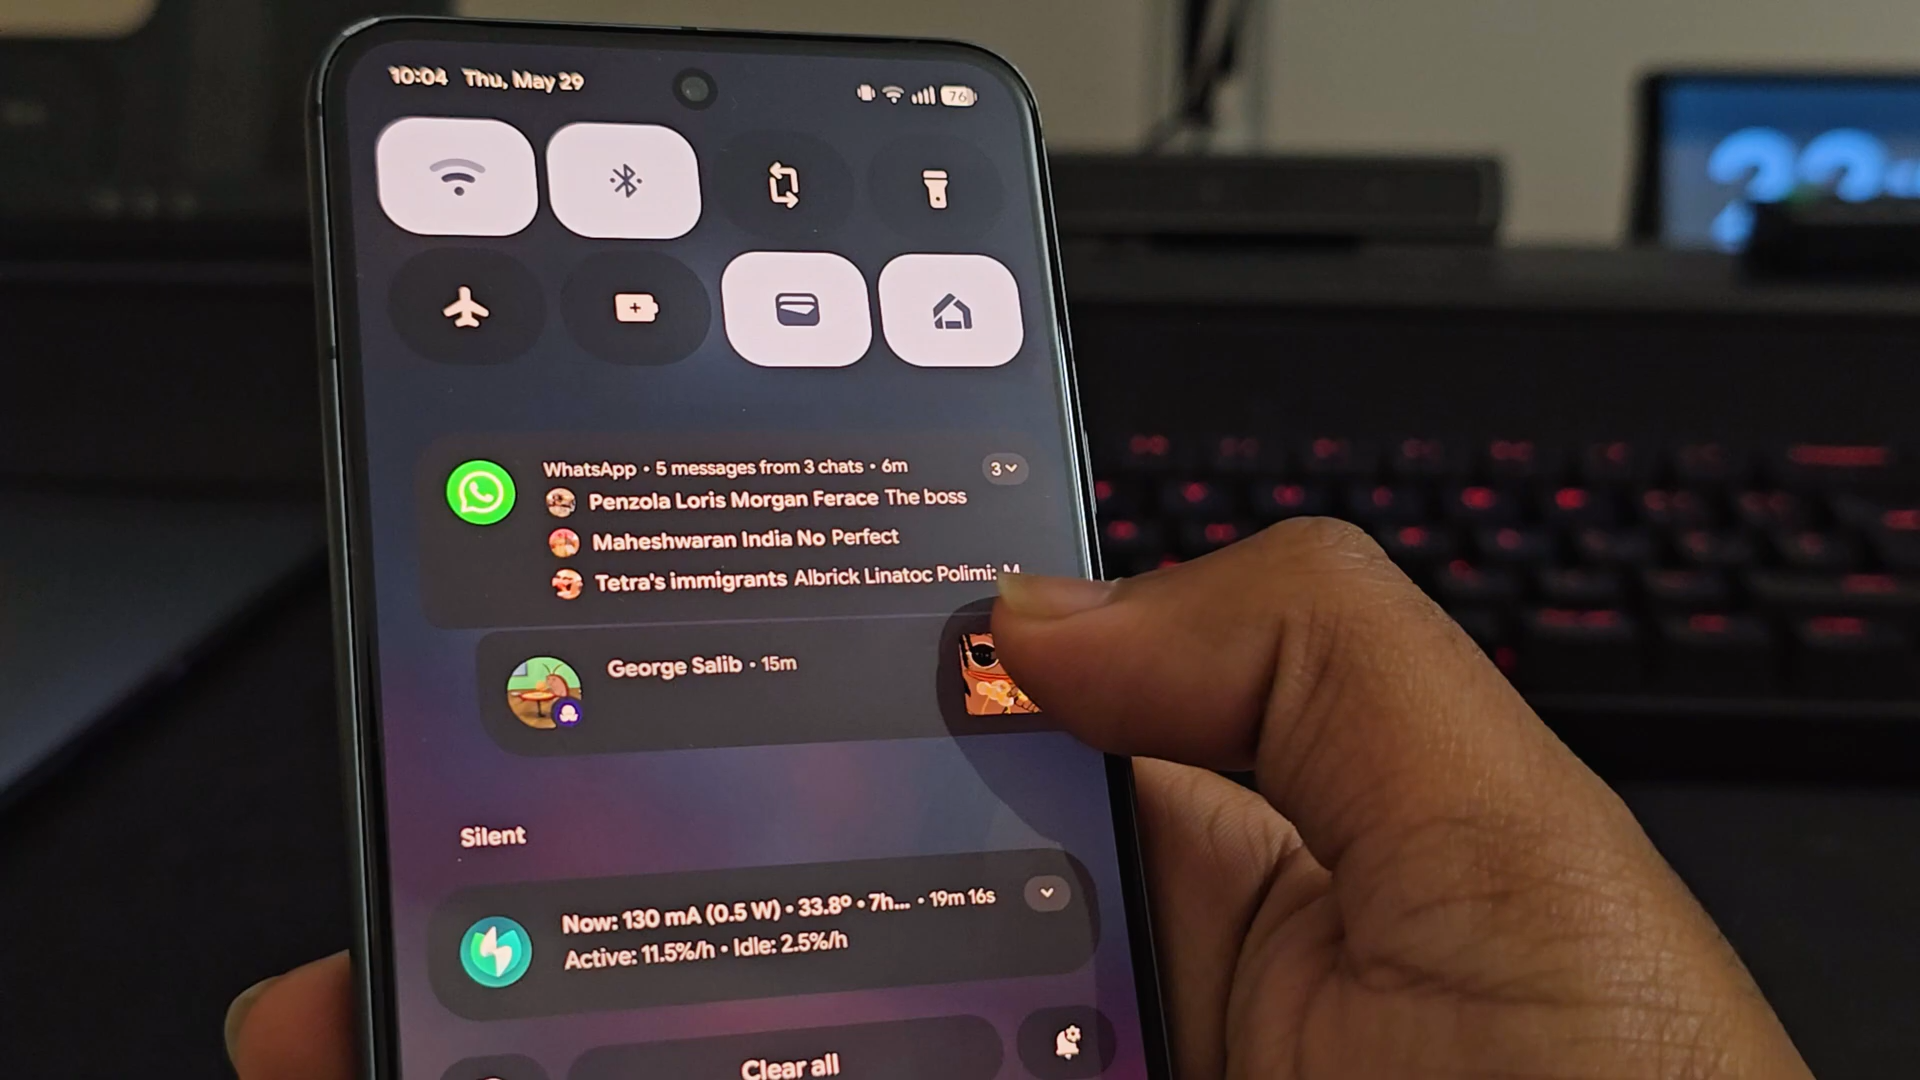 10:04 Thu, May 29
76
WhatsApp • 5 messages from 3 chats • 6m
3
Penzola Loris Morgan Ferace The boss
Maheshwaran India No Perfect
Tetra's immigrants Albrick Linatoc Polimi: M
George Salib • 15m
Silent
Now: 130 mA (0.5 W) • 33.8º • 7h... • 19m 16s
Active: 11.5%/h • Idle: 2.5%/h
Clear all